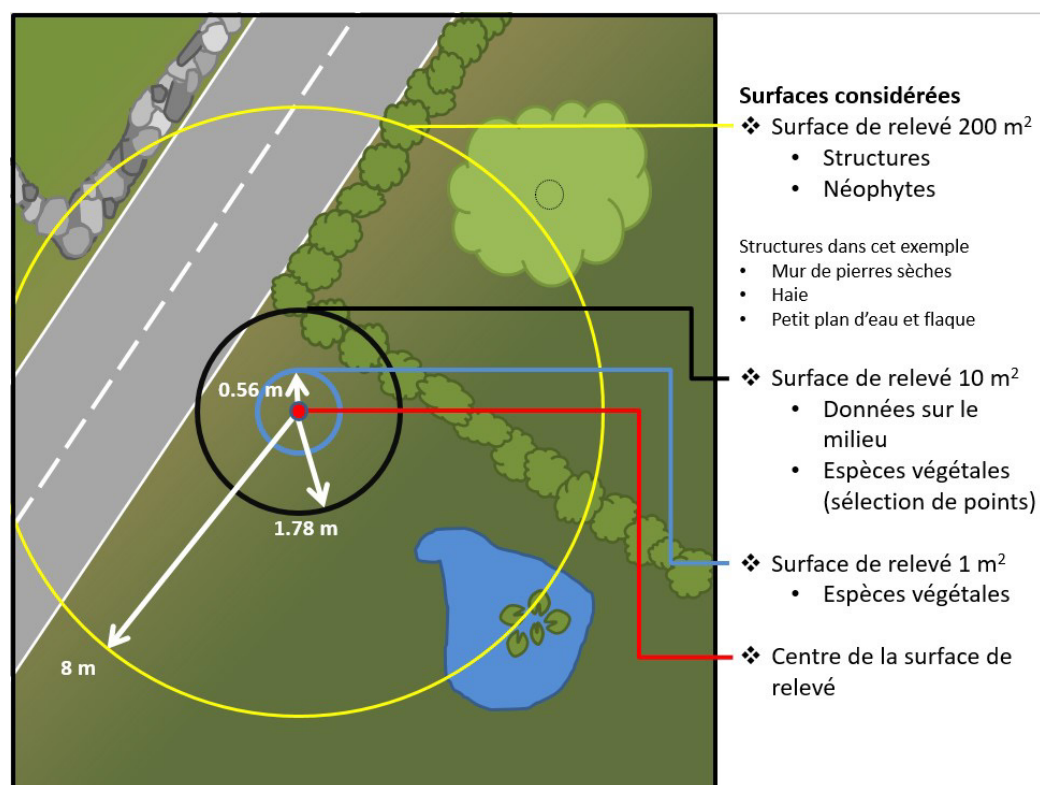 Surfaces considérées
❖ Surface de relevé 200 m²
• Structures
• Néophytes
Structures dans cet exemple
• Mur de pierres sèches
• Haie
• Petit plan d’eau et flaque
❖ Surface de relevé 10 m²
• Données sur le
milieu
• Espèces végétales
(sélection de points)
❖ Surface de relevé 1 m²
• Espèces végétales
❖ Centre de la surface de
relevé
0.56 m
1.78 m
8 m